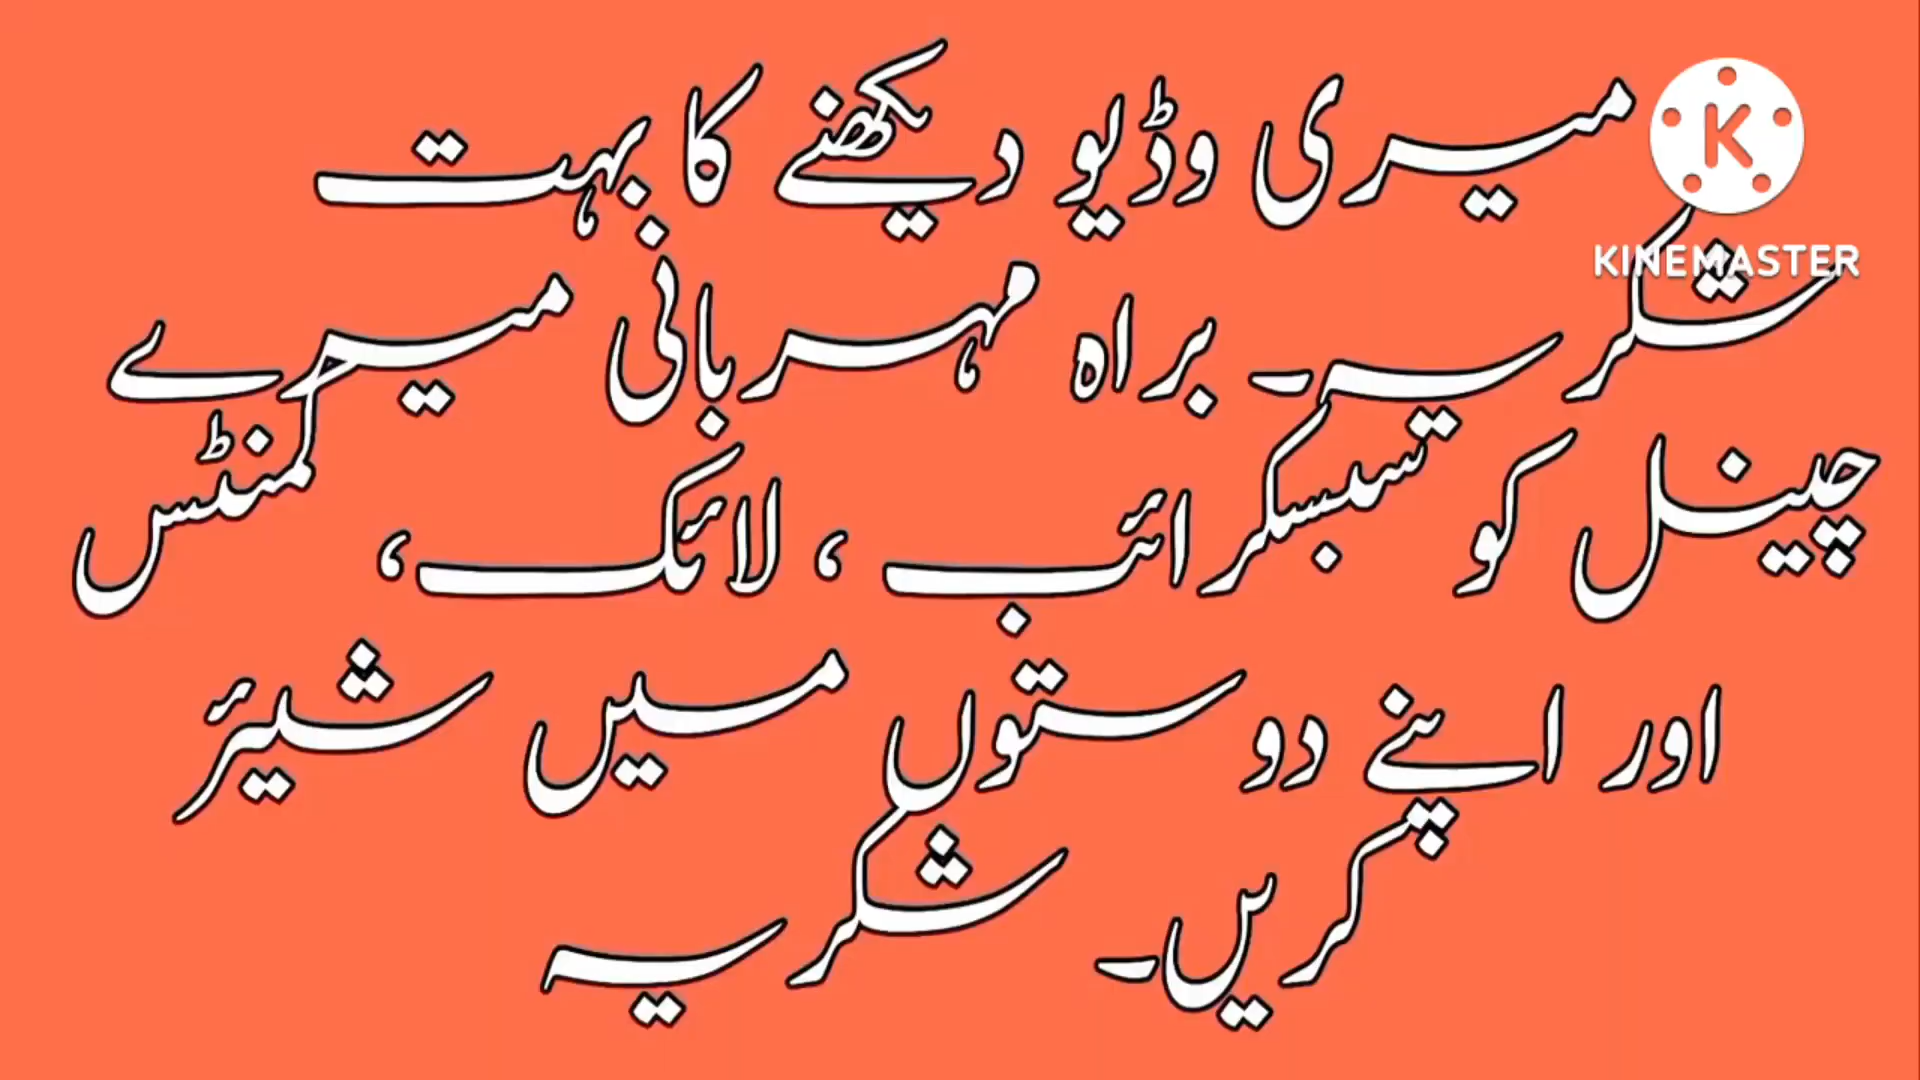 میری وڈیو دیکھنے کا بہت
شکریہ۔ براہ مہربانی میرے
چینل کو سبسکرائب ، لائک، کمنٹس
اور اپنے دوستوں میں شیئر
کریں۔ شکریہ
KINEMASTER